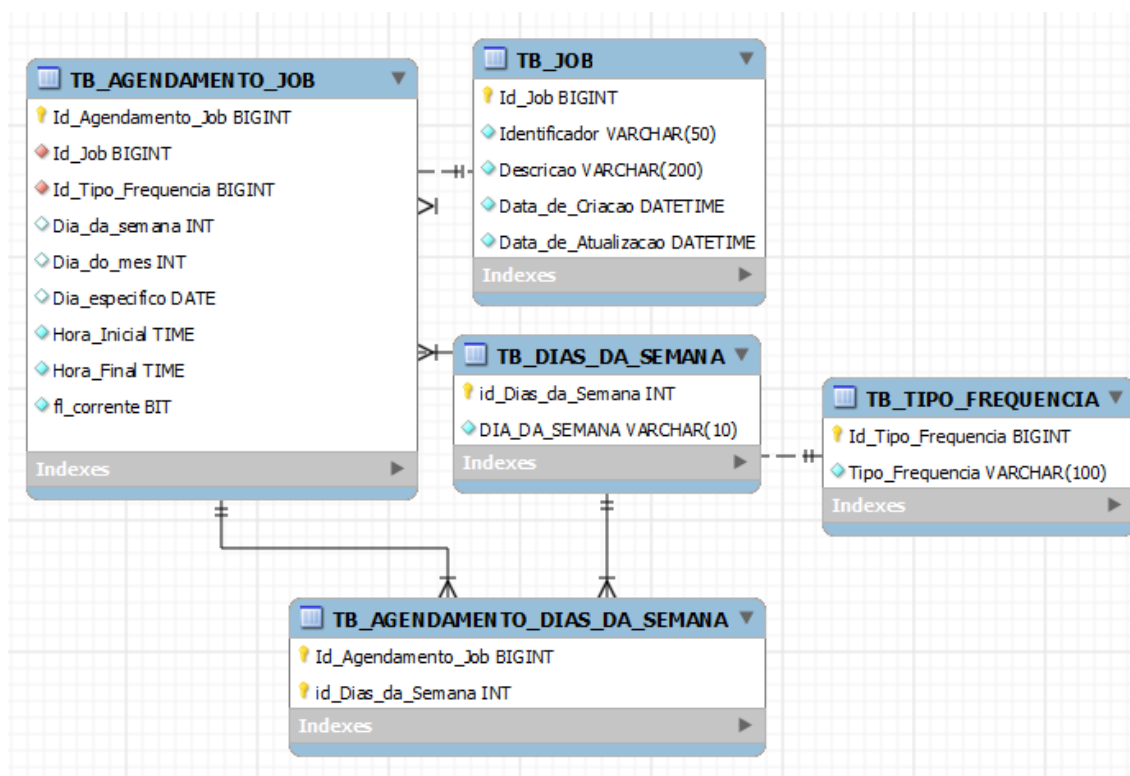 TB_AGENDAMENTO_JOB
Id_Agendamento_Job BIGINT
Id_Job BIGINT
Id_Tipo_Frequencia BIGINT
Dia_da_semana INT
Dia_do_mes INT
Dia_especifico DATE
Hora_Inicial TIME
Hora_Final TIME
fl_corrente BIT
Indexes
TB_JOB
Id_Job BIGINT
Identificador VARCHAR(50)
Descricao VARCHAR(200)
Data_de_Criacao DATETIME
Data_de_Atualizacao DATETIME
Indexes
TB_DIAS_DA_SEMANA
id_Dias_da_Semana INT
DIA_DA_SEMANA VARCHAR(10)
Indexes
TB_TIPO_FREQUENCIA
Id_Tipo_Frequencia BIGINT
Tipo_Frequencia VARCHAR(100)
Indexes
TB_AGENDAMENTO_DIAS_DA_SEMANA
Id_Agendamento_Job BIGINT
id_Dias_da_Semana INT
Indexes